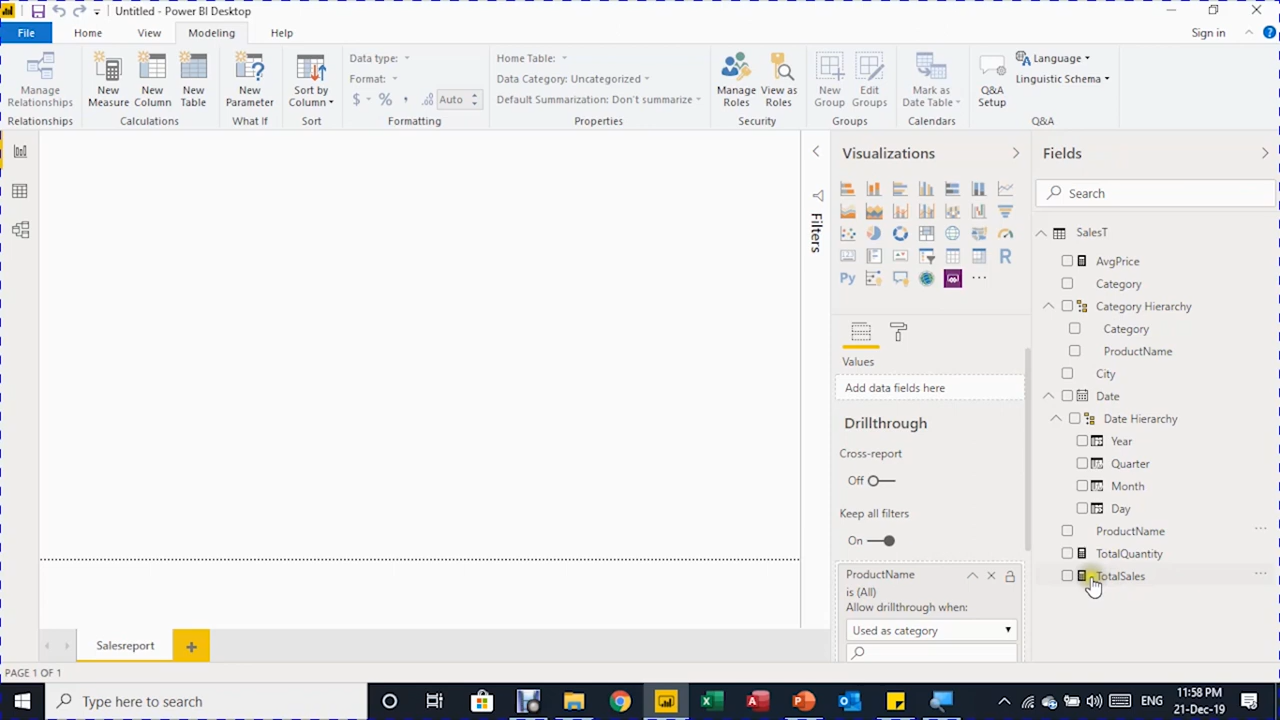 Untitled - Power BI Desktop
File Home View Modeling Help
Sign in
Manage Relationships
New Measure
New Column
New Table
New Parameter
Sort by Column
Data type:
Format:
$ % , Auto
Home Table:
Data Category: Uncategorized
Default Summarization: Don't summarize
Manage Roles
View as Roles
New Group
Edit Groups
Mark as Date Table
Q&A Setup
Language
Linguistic Schema
Relationships Calculations What If Sort Formatting Properties Security Groups Calendars Q&A
Filters
Visualizations
R
Py
Values
Add data fields here
Drillthrough
Cross-report
Off
Keep all filters
On
ProductName
is (All)
Allow drillthrough when:
Used as category
Fields
Search
SalesT
AvgPrice
Category
Category Hierarchy
Category
ProductName
City
Date
Date Hierarchy
Year
Quarter
Month
Day
ProductName
TotalQuantity
TotalSales
Salesreport
PAGE 1 OF 1
Type here to search
ENG
11:58 PM
21-Dec-19